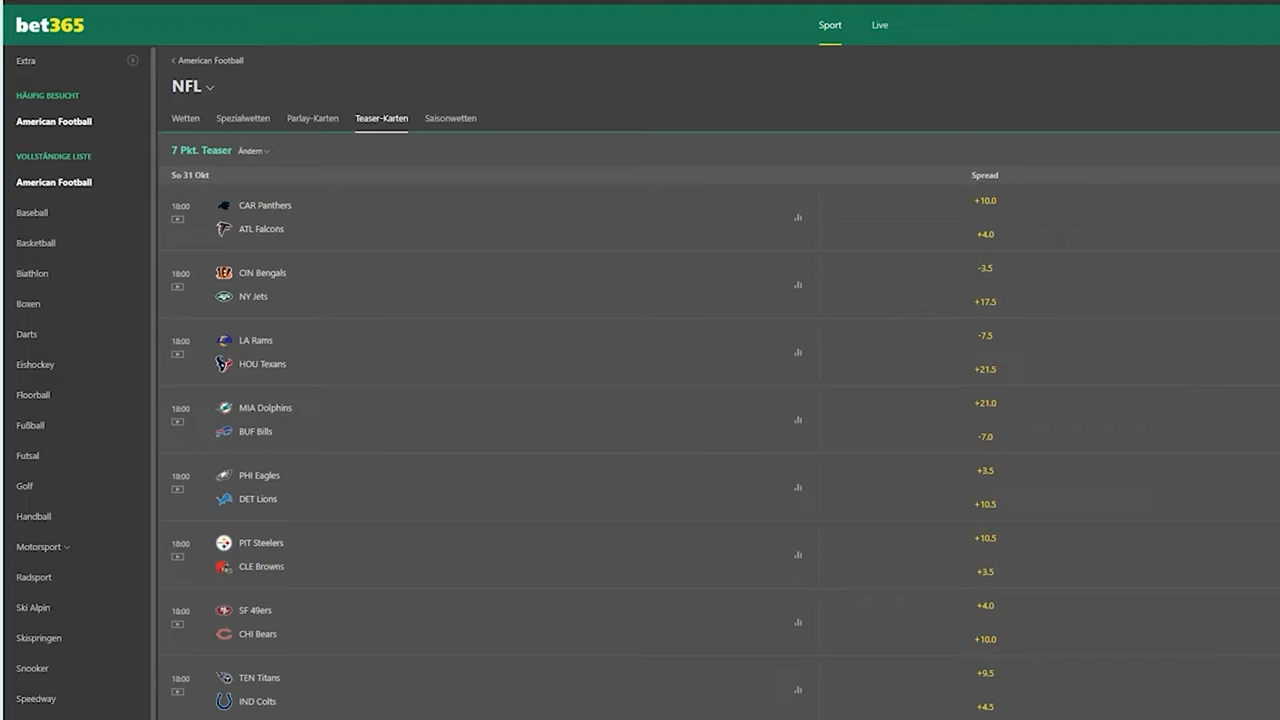 bet365
Sport
Live
Extra
HÄUFIG BESUCHT
American Football
VOLLSTÄNDIGE LISTE
American Football
Baseball
Basketball
Biathlon
Boxen
Darts
Eishockey
Floorball
Fußball
Futsal
Golf
Handball
Motorsport
Radsport
Ski Alpin
Skispringen
Snooker
Speedway
American Football
NFL
Wetten Spezialwetten Parlay-Karten Teaser-Karten Saisonwetten
7 Pkt. Teaser Ändern
So 31 Okt Spread
18:00 CAR Panthers +10.0
ATL Falcons +4.0
18:00 CIN Bengals -3.5
NY Jets +17.5
18:00 LA Rams -7.5
HOU Texans +21.5
18:00 MIA Dolphins +21.0
BUF Bills -7.0
18:00 PHI Eagles +3.5
DET Lions +10.5
18:00 PIT Steelers +10.5
CLE Browns +3.5
18:00 SF 49ers +4.0
CHI Bears +10.0
18:00 TEN Titans +9.5
IND Colts +4.5